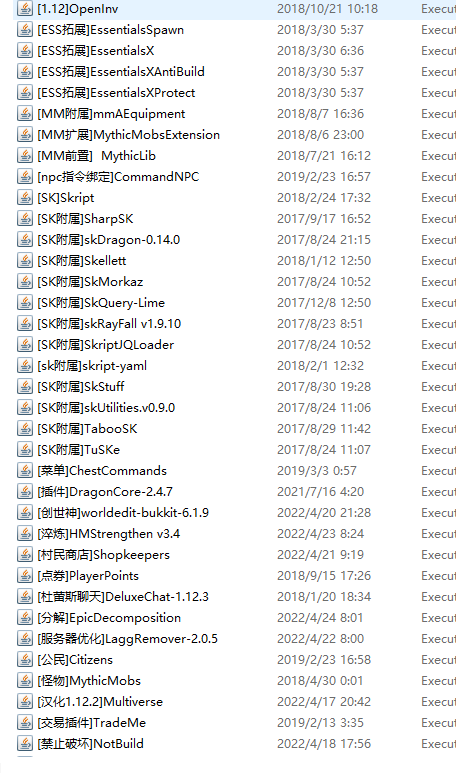 [1.12]OpenInv 2018/10/21 10:18 Execut
[ESS拓展]EssentialsSpawn 2018/3/30 5:37 Execut
[ESS拓展]EssentialsX 2018/3/30 6:36 Execut
[ESS拓展]EssentialsXAntiBuild 2018/3/30 5:37 Execut
[ESS拓展]EssentialsXProtect 2018/3/30 5:37 Execut
[MM附属]mmAEquipment 2018/8/7 16:36 Execut
[MM扩展]MythicMobsExtension 2018/8/6 23:00 Execut
[MM前置] MythicLib 2018/7/21 16:12 Execut
[npc指令绑定]CommandNPC 2019/2/23 16:57 Execut
[SK]Skript 2018/2/24 17:32 Execut
[SK附属]SharpSK 2017/9/17 16:52 Execut
[SK附属]skDragon-0.14.0 2017/8/24 21:15 Execut
[SK附属]Skellett 2018/1/12 12:50 Execut
[SK附属]SkMorkaz 2017/8/24 10:52 Execut
[SK附属]SkQuery-Lime 2017/12/8 12:50 Execut
[SK附属]skRayFall v1.9.10 2017/8/23 8:51 Execut
[SK附属]SkriptJQLoader 2017/8/24 10:52 Execut
[sk附属]skript-yaml 2018/2/1 12:32 Execut
[SK附属]SkStuff 2017/8/30 19:28 Execut
[SK附属]skUtilities.v0.9.0 2017/8/24 11:06 Execut
[SK附属]TabooSK 2017/8/29 11:42 Execut
[SK附属]TuSKe 2017/8/24 11:07 Execut
[菜单]ChestCommands 2019/3/3 0:57 Execut
[插件]DragonCore-2.4.7 2021/7/16 4:20 Execut
[创世神]worldedit-bukkit-6.1.9 2022/4/20 21:28 Execut
[淬炼]HMStrengthen v3.4 2022/4/23 8:24 Execut
[村民商店]Shopkeepers 2022/4/21 9:19 Execut
[点券]PlayerPoints 2018/9/15 17:26 Execut
[杜蕾斯聊天]DeluxeChat-1.12.3 2018/1/20 18:34 Execut
[分解]EpicDecomposition 2022/4/24 8:01 Execut
[服务器优化]LaggRemover-2.0.5 2022/4/22 8:00 Execut
[公民]Citizens 2019/2/23 16:58 Execut
[怪物]MythicMobs 2018/4/30 0:01 Execut
[汉化1.12.2]Multiverse 2022/4/17 20:42 Execut
[交易插件]TradeMe 2019/2/13 3:35 Execut
[禁止破坏]NotBuild 2022/4/18 17:56 Execut